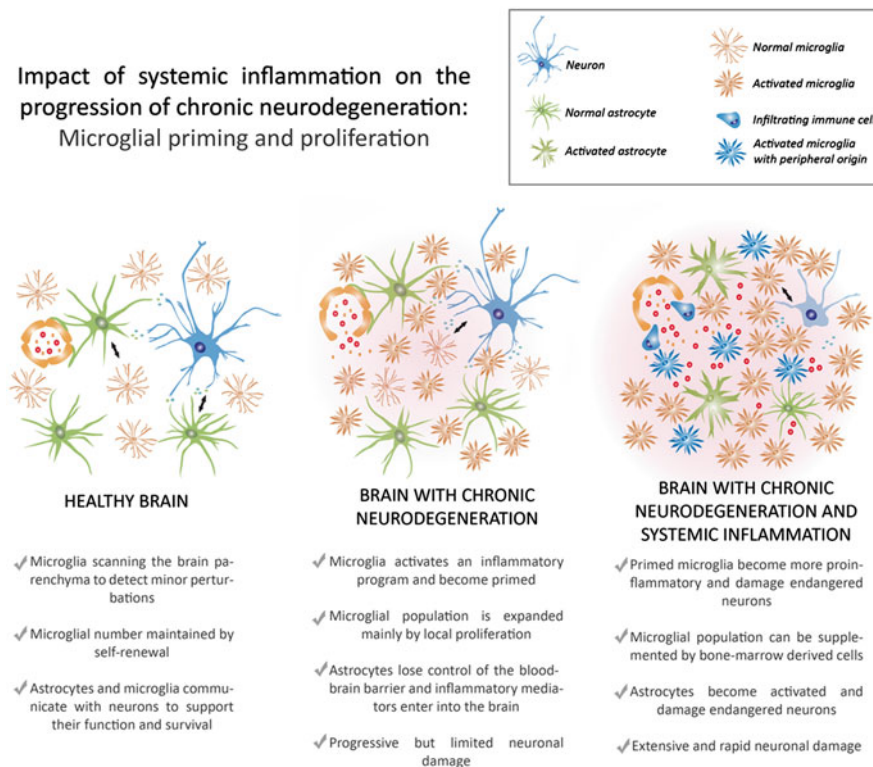 Impact of systemic inflammation on the
progression of chronic neurodegeneration:
Microglial priming and proliferation
Neuron
Normal astrocyte
Activated astrocyte
Normal microglia
Activated microglia
Infiltrating immune cell
Activated microglia
with peripheral origin
HEALTHY BRAIN
Microglia scanning the brain pa-
renchyma to detect minor pertur-
bations
Microglial number maintained by
self-renewal
Astrocytes and microglia commu-
nicate with neurons to support
their function and survival
BRAIN WITH CHRONIC
NEURODEGENERATION
Microglia activates an inflammatory
program and become primed
Microglial population is expanded
mainly by local proliferation
Astrocytes lose control of the blood-
brain barrier and inflammatory media-
tors enter into the brain
Progressive but limited neuronal
damage
BRAIN WITH CHRONIC
NEURODEGENERATION AND
SYSTEMIC INFLAMMATION
Primed microglia become more proin-
flammatory and damage endangered
neurons
Microglial population can be supple-
mented by bone-marrow derived cells
Astrocytes become activated and
damage endangered neurons
Extensive and rapid neuronal damage